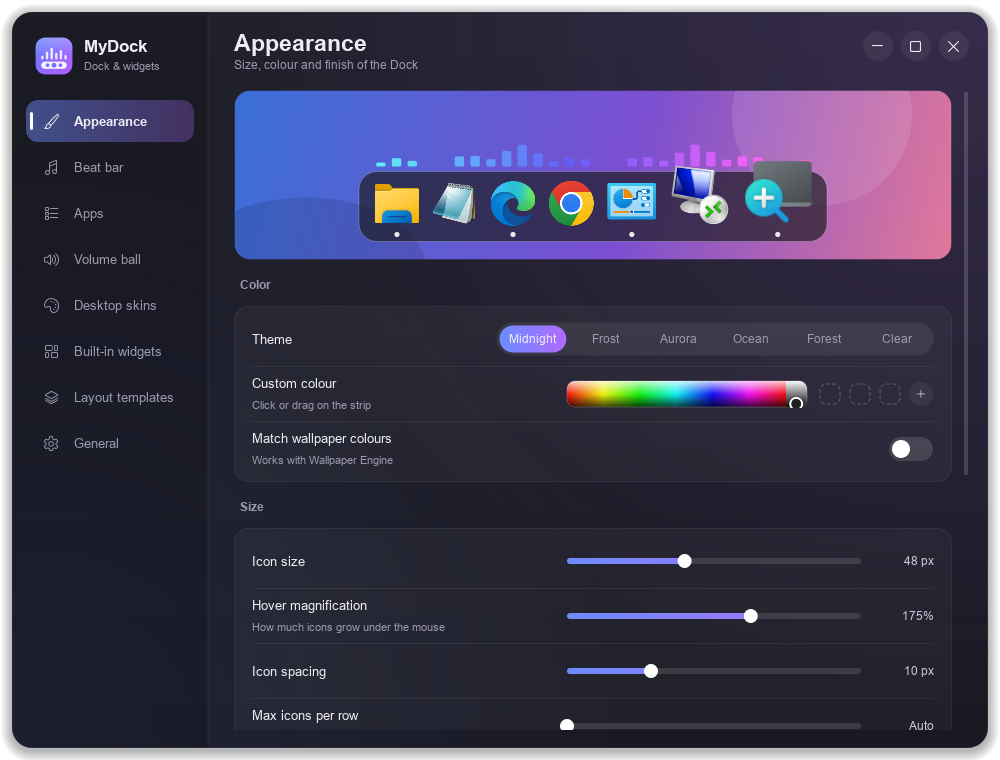 MyDock
Dock & widgets
Appearance
Beat bar
Apps
Volume ball
Desktop skins
Built-in widgets
Layout templates
General
Appearance
Size, colour and finish of the Dock
Color
Theme
Midnight Frost Aurora Ocean Forest Clear
Custom colour
Click or drag on the strip
Match wallpaper colours
Works with Wallpaper Engine
Size
Icon size 48 px
Hover magnification 175%
How much icons grow under the mouse
Icon spacing 10 px
Max icons per row Auto